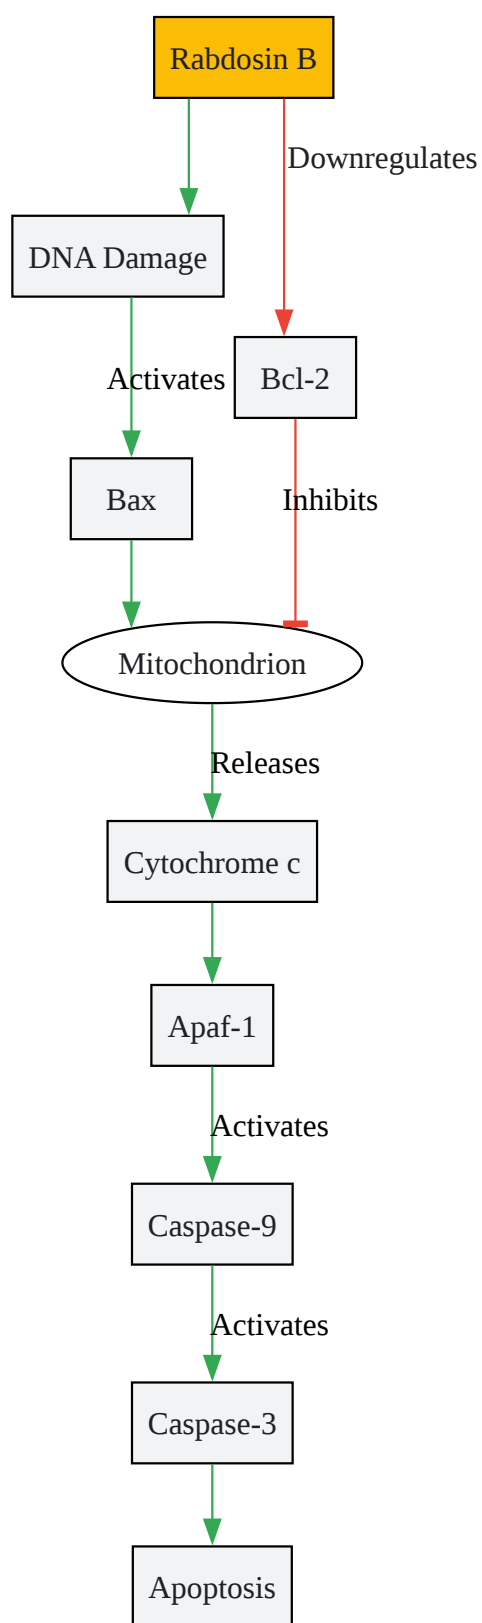 Rabdosin B
Downregulates
DNA Damage
Activates
Bcl-2
Bax
Inhibits
Mitochondrion
Releases
Cytochrome c
Apaf-1
Activates
Caspase-9
Activates
Caspase-3
Apoptosis